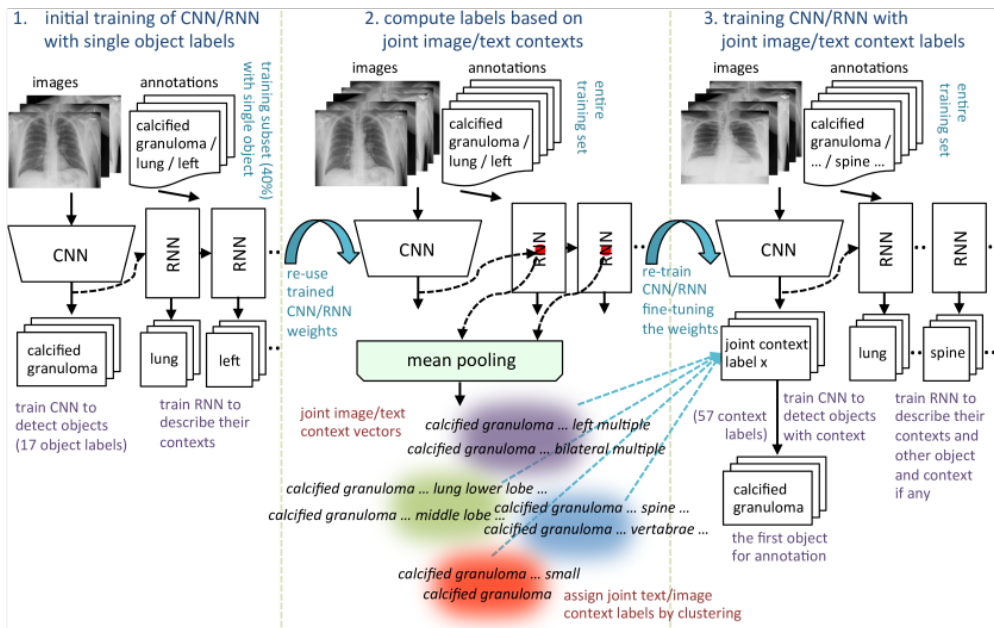 1. initial training of CNN/RNN
with single object labels
images
annotations
training subset (40%)
with single object
calcified
granuloma /
lung / left
CNN
RNN
RNN
calcified
granuloma
lung
left
train CNN to
detect objects
(17 object labels)
train RNN to
describe their
contexts
2. compute labels based on
joint image/text contexts
images
annotations
entire
training set
calcified
granuloma /
lung / left
re-use
trained
CNN/RNN
weights
CNN
RNN
RNN
mean pooling
joint image/text
context vectors
calcified granuloma ... left multiple
calcified granuloma ... bilateral multiple
calcified granuloma ... lung lower lobe ...
calcified granuloma ... middle lobe ...
calcified granuloma ... spine ...
calcified granuloma ... vertabrae ...
calcified granuloma ... small
calcified granuloma
assign joint text/image
context labels by clustering
3. training CNN/RNN with
joint image/text context labels
images
annotations
entire
training set
calcified
granuloma /
... / spine ...
re-train
CNN/RNN
fine-tuning
the weights
CNN
RNN
RNN
joint context
label x
lung
spine
(57 context
labels)
train CNN to
detect objects
with context
train RNN to
describe their
contexts and
other object
and context
if any
calcified
granuloma
the first object
for annotation